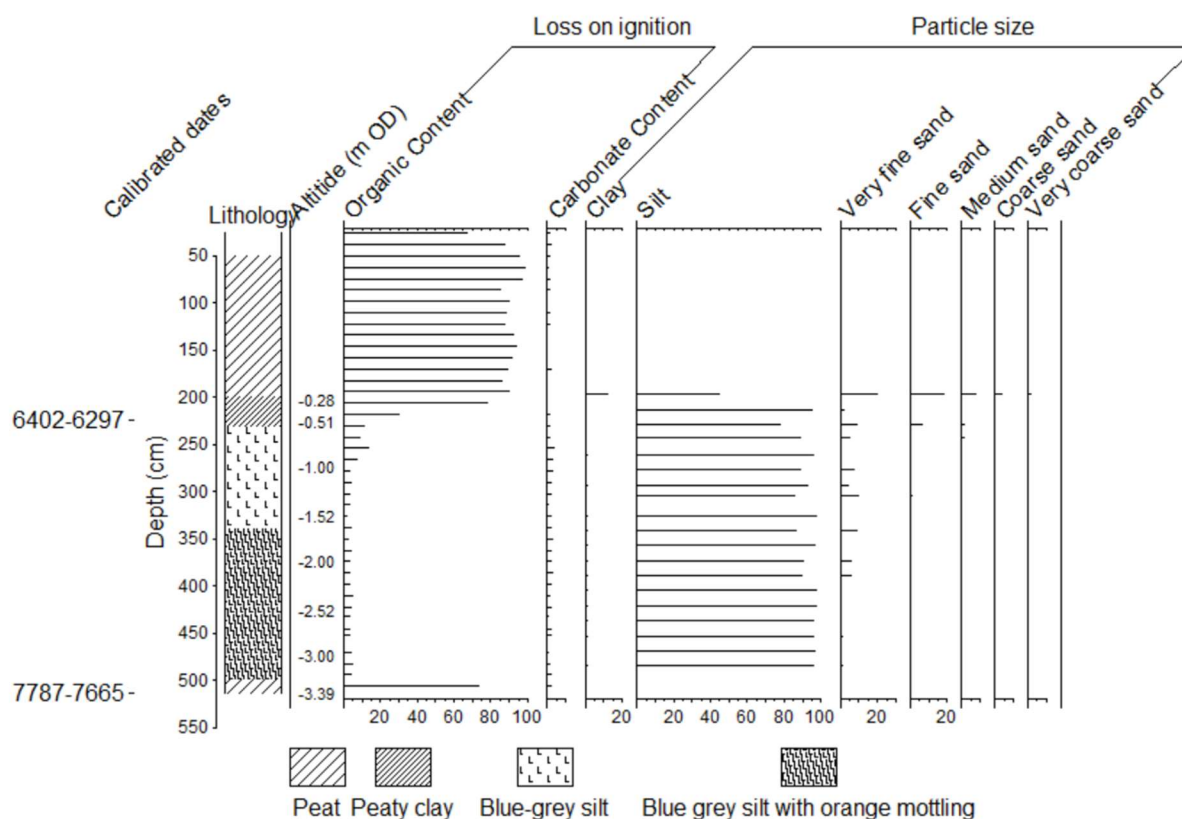 Loss on ignition
Particle size
Calibrated dates
Lithology
Altitide (m OD)
Organic Content
Carbonate Content
Clay
Silt
Very fine sand
Fine sand
Medium sand
Coarse sand
Very coarse sand
50
100
150
200
250
300
350
400
450
500
550
Depth (cm)
6402-6297
7787-7665
-0.28
-0.51
-1.00
-1.52
-2.00
-2.52
-3.00
-3.39
20 40 60 80 100
20
20 40 60 80 100
20
20
Peat
Peaty clay
Blue-grey silt
Blue grey silt with orange mottling